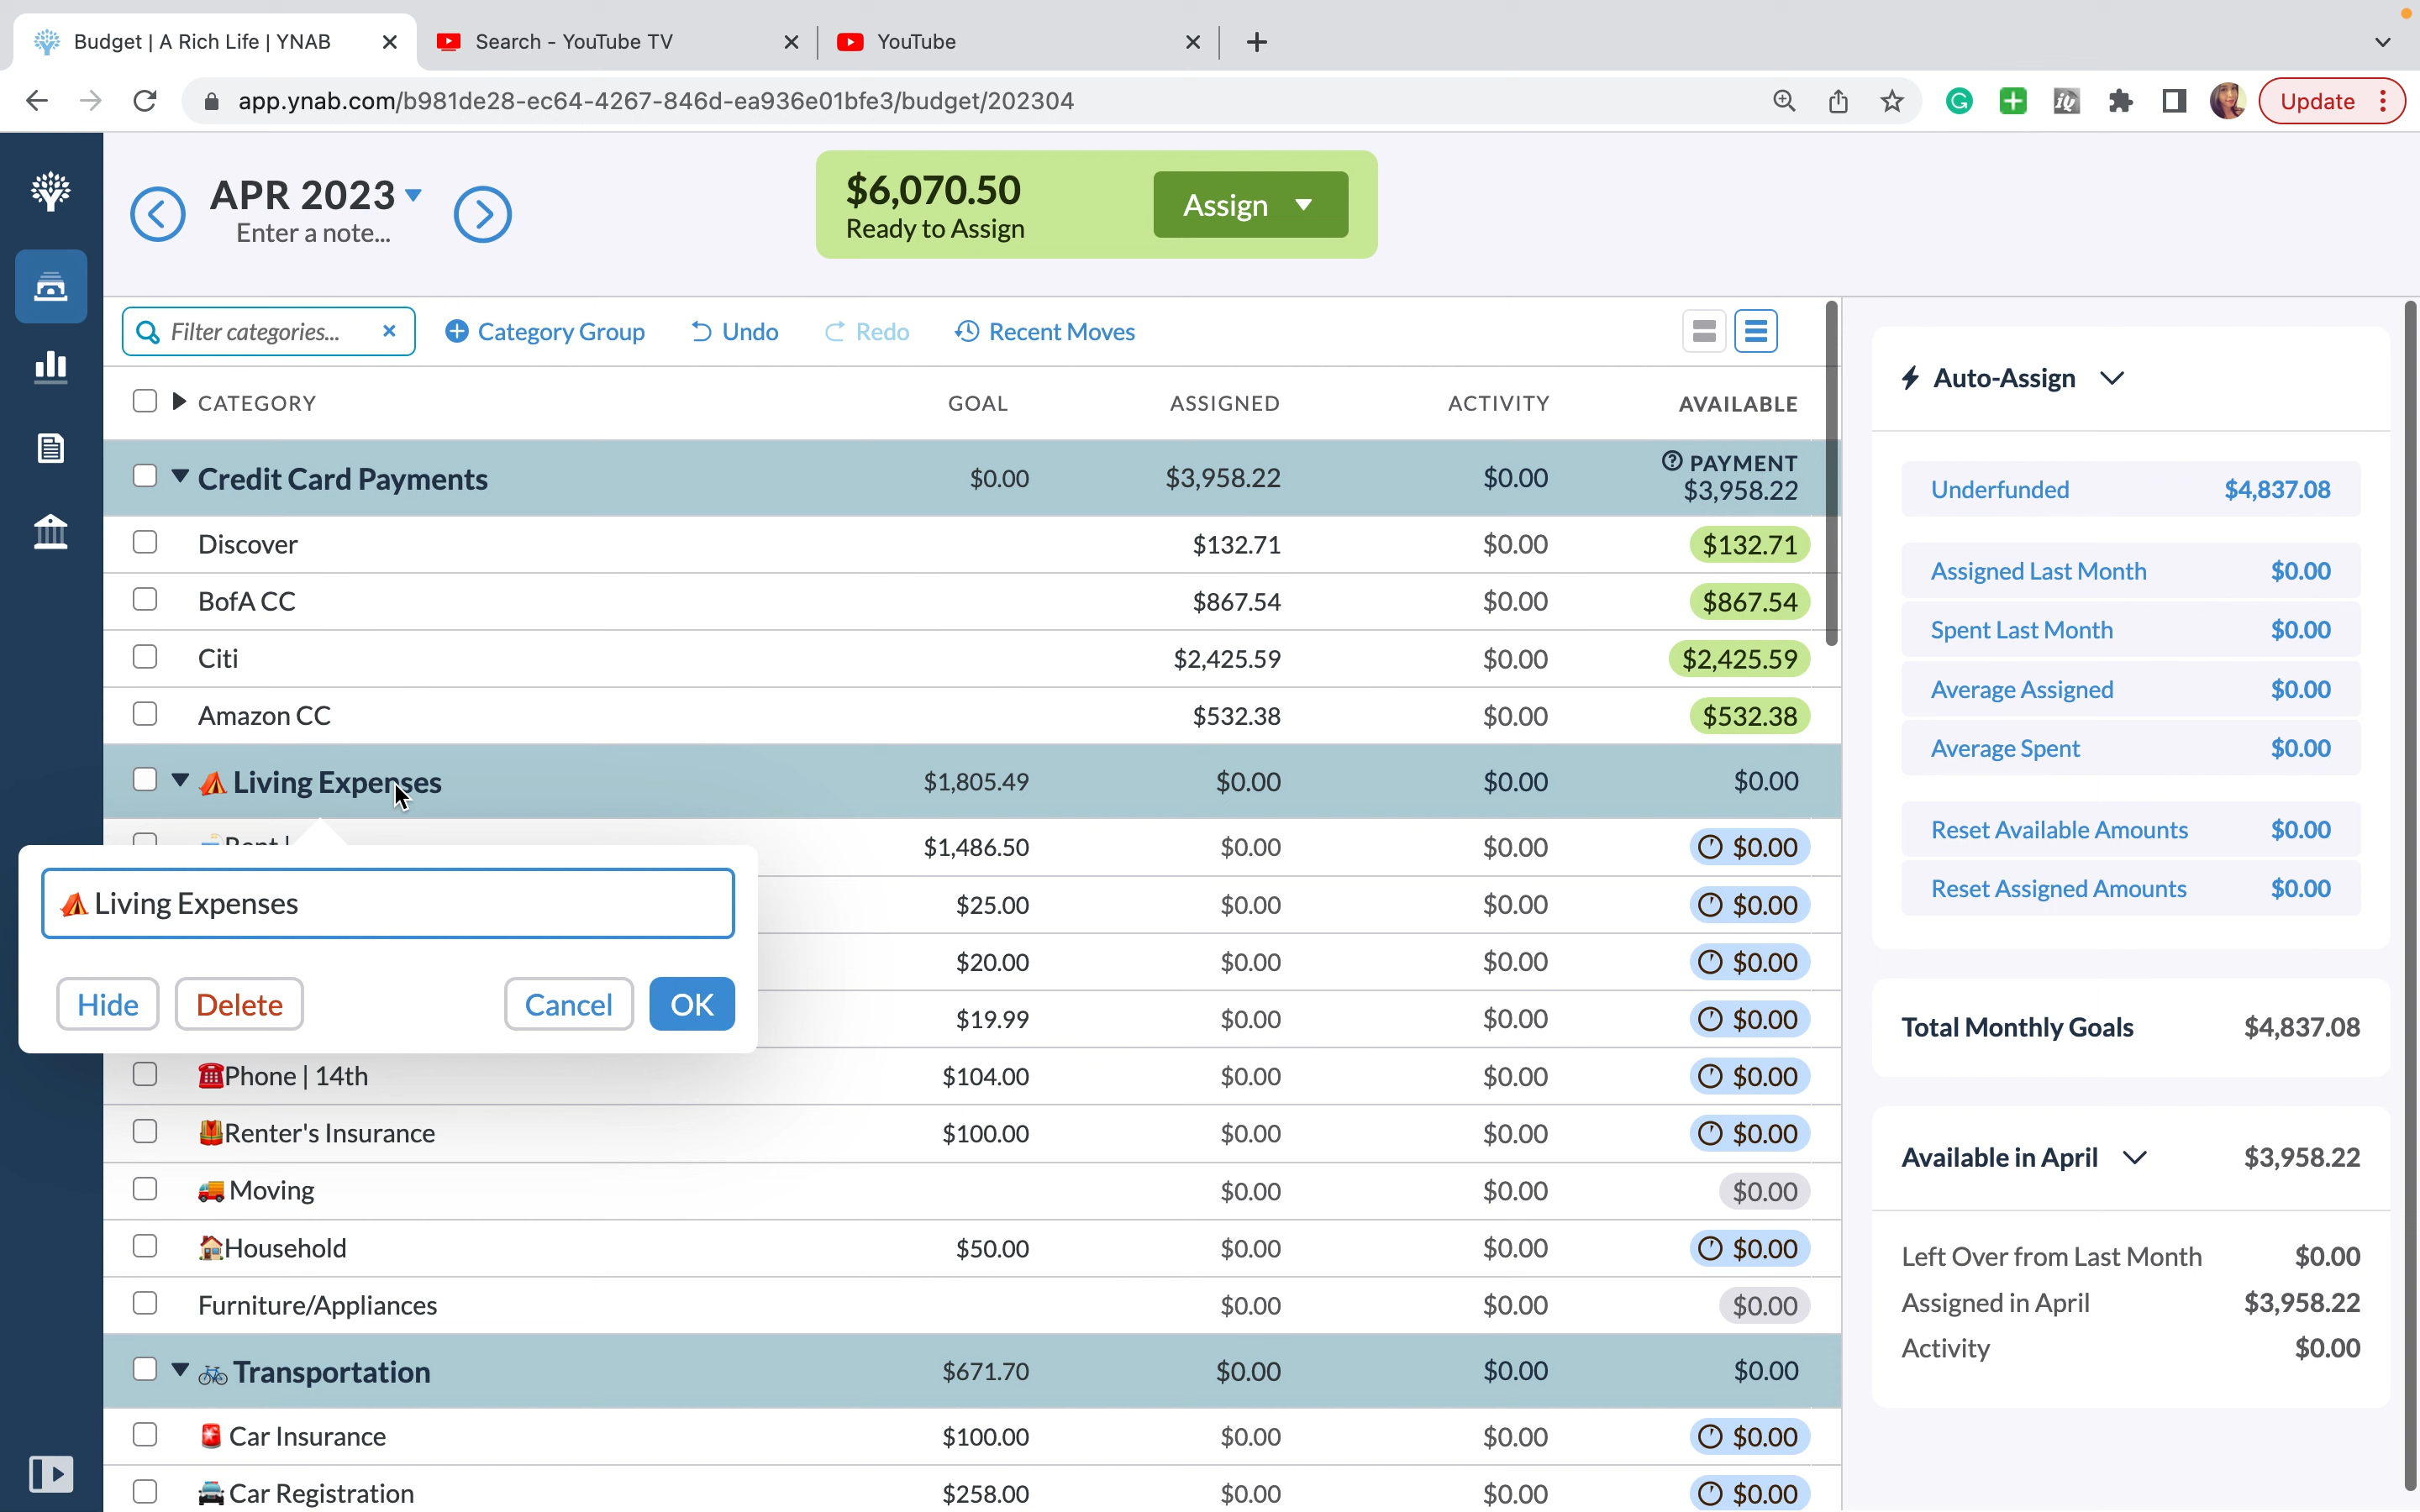 Budget | A Rich Life | YNAB
Search - YouTube TV
YouTube
app.ynab.com/b981de28-ec64-4267-846d-ea936e01bfe3/budget/202304
Update
APR 2023
Enter a note...
$6,070.50
Ready to Assign
Assign
Filter categories...
Category Group
Undo
Redo
Recent Moves
CATEGORY GOAL ASSIGNED ACTIVITY AVAILABLE
Credit Card Payments $0.00 $3,958.22 $0.00 PAYMENT $3,958.22
Discover $132.71 $0.00 $132.71
BofA CC $867.54 $0.00 $867.54
Citi $2,425.59 $0.00 $2,425.59
Amazon CC $532.38 $0.00 $532.38
Living Expenses $1,805.49 $0.00 $0.00 $0.00
Rent | $1,486.50 $0.00 $0.00 $0.00
$25.00 $0.00 $0.00 $0.00
$20.00 $0.00 $0.00 $0.00
$19.99 $0.00 $0.00 $0.00
Living Expenses
Hide
Delete
Cancel
OK
Phone | 14th $104.00 $0.00 $0.00 $0.00
Renter's Insurance $100.00 $0.00 $0.00 $0.00
Moving $0.00 $0.00 $0.00
Household $50.00 $0.00 $0.00 $0.00
Furniture/Appliances $0.00 $0.00 $0.00
Transportation $671.70 $0.00 $0.00 $0.00
Car Insurance $100.00 $0.00 $0.00 $0.00
Car Registration $258.00 $0.00 $0.00 $0.00
Auto-Assign
Underfunded $4,837.08
Assigned Last Month $0.00
Spent Last Month $0.00
Average Assigned $0.00
Average Spent $0.00
Reset Available Amounts $0.00
Reset Assigned Amounts $0.00
Total Monthly Goals $4,837.08
Available in April $3,958.22
Left Over from Last Month $0.00
Assigned in April $3,958.22
Activity $0.00